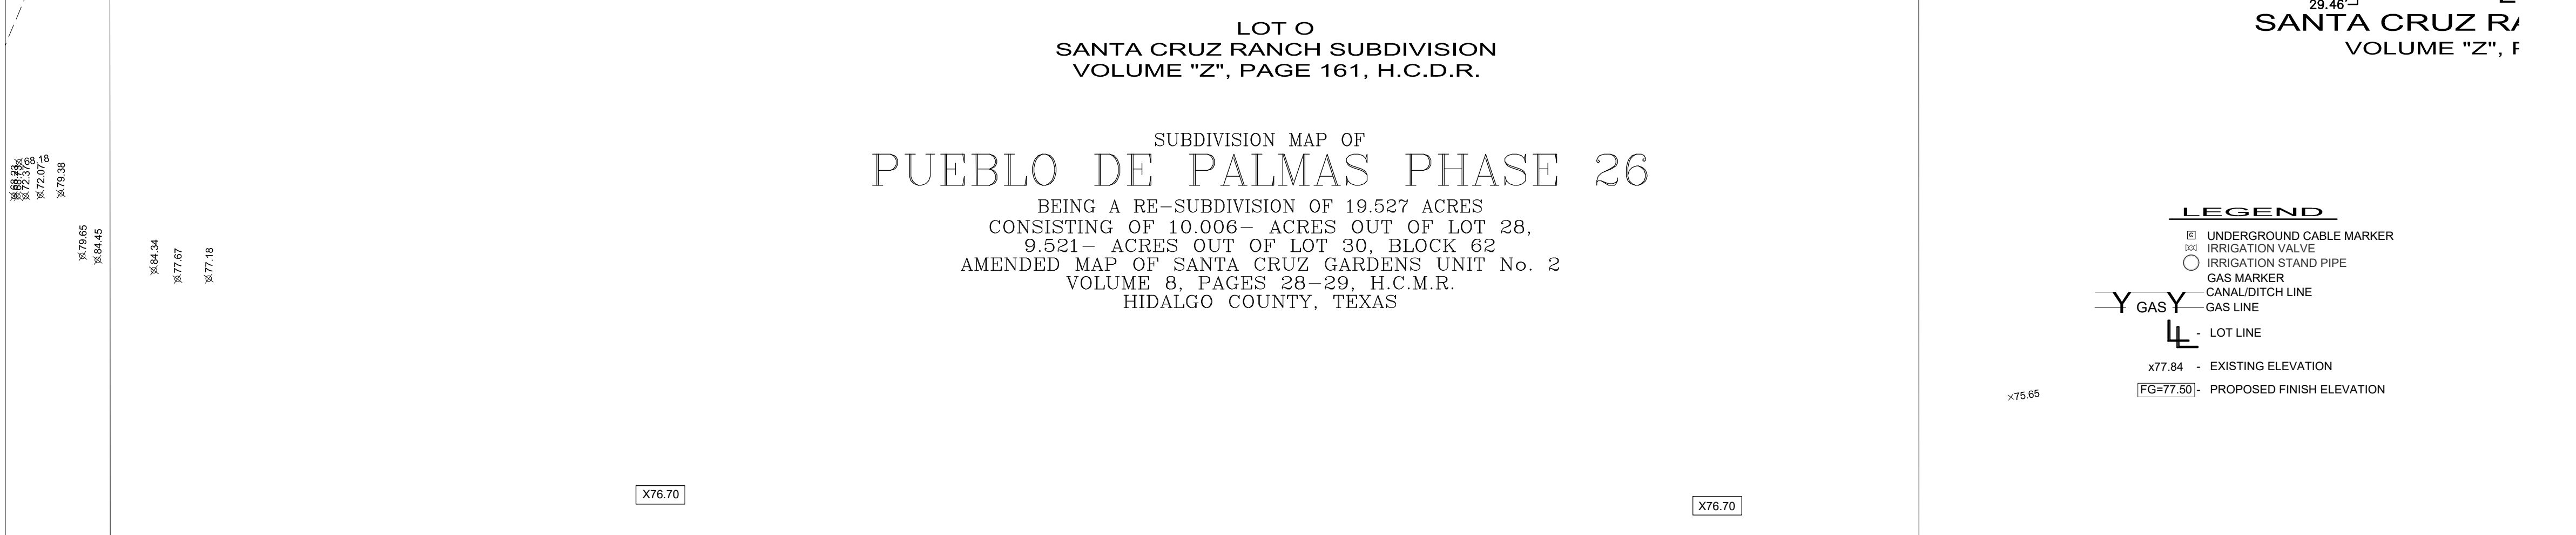 29.46'
SANTA CRUZ RA
VOLUME "Z",
LOT O
SANTA CRUZ RANCH SUBDIVISION
VOLUME "Z", PAGE 161, H.C.D.R.
SUBDIVISION MAP OF
PUEBLO DE PALMAS PHASE 26
BEING A RE-SUBDIVISION OF 19.527 ACRES
CONSISTING OF 10.006- ACRES OUT OF LOT 28,
9.521- ACRES OUT OF LOT 30, BLOCK 62
AMENDED MAP OF SANTA CRUZ GARDENS UNIT No. 2
VOLUME 8, PAGES 28-29, H.C.M.R.
HIDALGO COUNTY, TEXAS
68.18
72.37
72.07
79.38
79.65
84.45
84.34
77.67
77.18
X76.70
X76.70
x75.65
LEGEND
C UNDERGROUND CABLE MARKER
IRRIGATION VALVE
IRRIGATION STAND PIPE
GAS MARKER
CANAL/DITCH LINE
GAS GAS LINE
LL - LOT LINE
x77.84 - EXISTING ELEVATION
FG=77.50 - PROPOSED FINISH ELEVATION